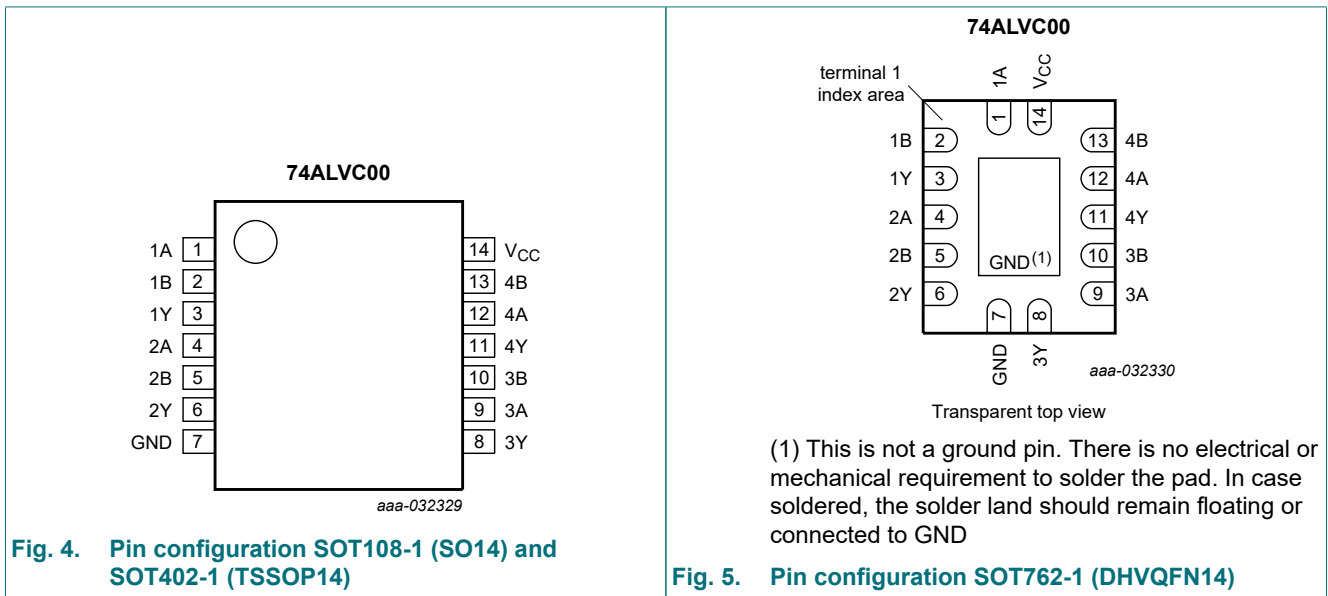 74ALVC00
1A 1
1B 2
1Y 3
2A 4
2B 5
2Y 6
GND 7
14 VCC
13 4B
12 4A
11 4Y
10 3B
9 3A
8 3Y
aaa-032329
Fig. 4. Pin configuration SOT108-1 (SO14) and
SOT402-1 (TSSOP14)
74ALVC00
terminal 1
index area
1A
VCC
1
14
1B 2
1Y 3
2A 4
2B 5
2Y 6
13 4B
12 4A
11 4Y
10 3B
9 3A
GND(1)
7
8
GND
3Y
aaa-032330
Transparent top view
(1) This is not a ground pin. There is no electrical or
mechanical requirement to solder the pad. In case
soldered, the solder land should remain floating or
connected to GND
Fig. 5. Pin configuration SOT762-1 (DHVQFN14)